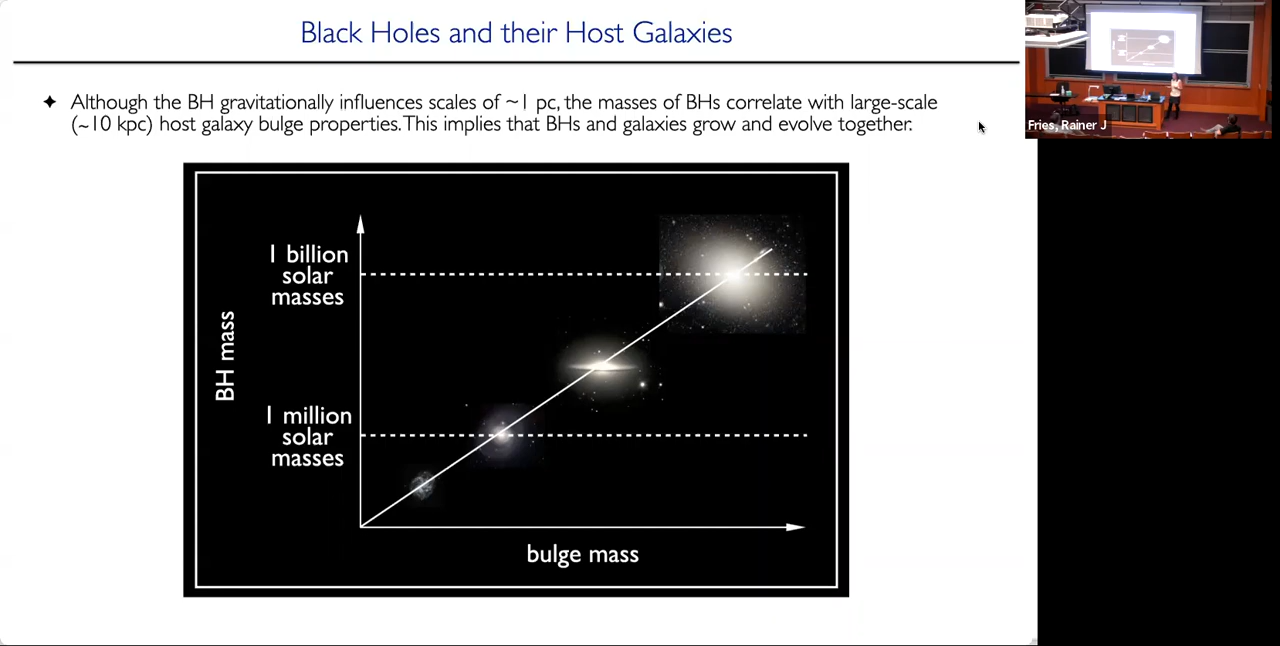 Black Holes and their Host Galaxies
✦ Although the BH gravitationally influences scales of ~1 pc, the masses of BHs correlate with large-scale
(~10 kpc) host galaxy bulge properties. This implies that BHs and galaxies grow and evolve together.
Fries, Rainer J
1 billion
solar
masses
BH mass
1 million
solar
masses
bulge mass